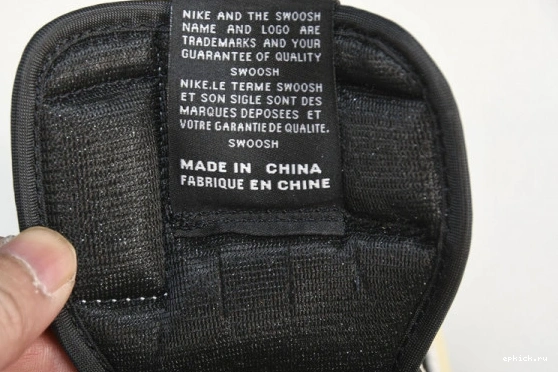 NIKE AND THE SWOOSH
NAME AND LOGO ARE
TRADEMARKS AND YOUR
GUARANTEE OF QUALITY
SWOOSH
NIKE.LE TERME SWOOSH
ET SON SIGLE SONT DES
MARQUES DEPOSEES ET
VOTRE GARANTIE DE QUALITE.
SWOOSH
MADE IN CHINA
FABRIQUE EN CHINE